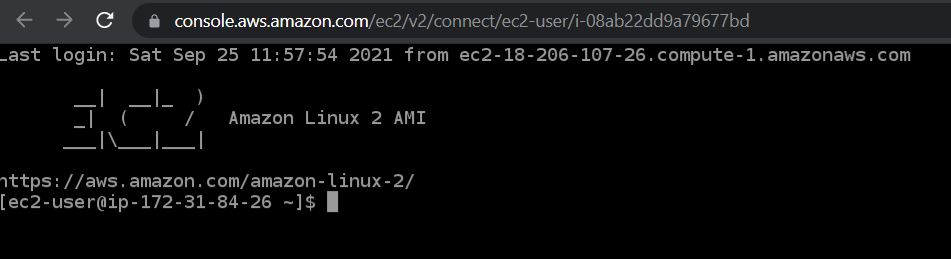 console.aws.amazon.com/ec2/v2/connect/ec2-user/i-08ab22dd9a79677bd
Last login: Sat Sep 25 11:57:54 2021 from ec2-18-206-107-26.compute-1.amazonaws.com
       __|  __|_  )
       _|  (     /   Amazon Linux 2 AMI
      ___|\___|___|
https://aws.amazon.com/amazon-linux-2/
[ec2-user@ip-172-31-84-26 ~]$